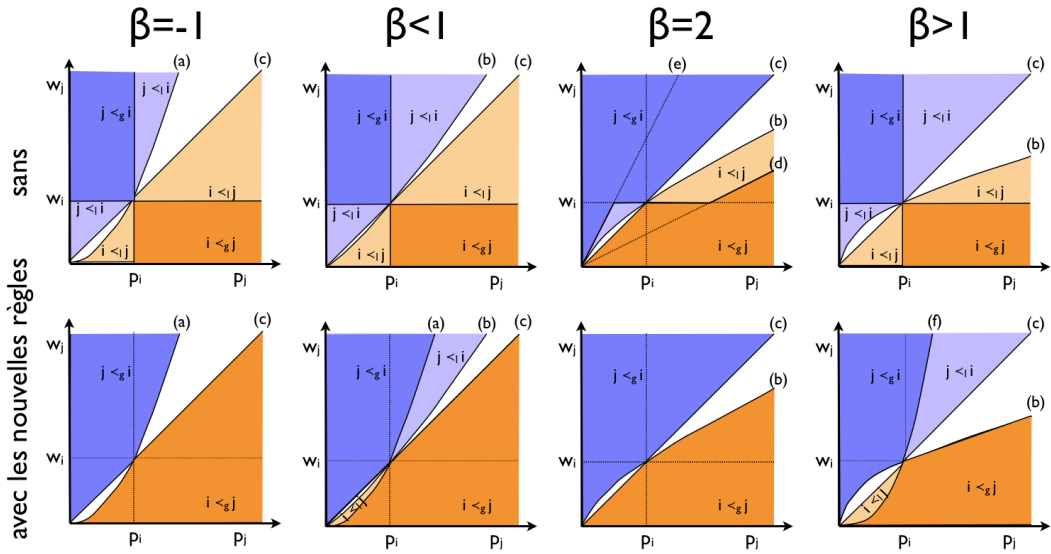 β=-1 β<1 β=2 β>1
sans
avec les nouvelles règles
(a) (c)
wj
j ≺g i
j ≺l i
wi
j ≺l i
i ≺l j
i ≺l j
i ≺g j
pi pj
(b) (c)
wj
j ≺g i
j ≺l i
wi
j ≺l i
i ≺l j
i ≺l j
i ≺g j
pi pj
(e) (c)
wj
j ≺g i
(b)
i ≺l j
(d)
wi
i ≺g j
pi pj
(c)
wj
j ≺g i
j ≺l i
(b)
wi
j ≺l i
i ≺l j
i ≺l j
i ≺g j
pi pj
(a) (c)
wj
j ≺g i
wi
i ≺g j
pi pj
(a) (b) (c)
wj
j ≺g i
j ≺l i
wi
i ≺l j
i ≺g j
pi pj
(c)
wj
j ≺g i
(b)
wi
i ≺g j
pi pj
(f) (c)
wj
j ≺g i
j ≺l i
(b)
wi
i ≺l j
i ≺g j
pi pj